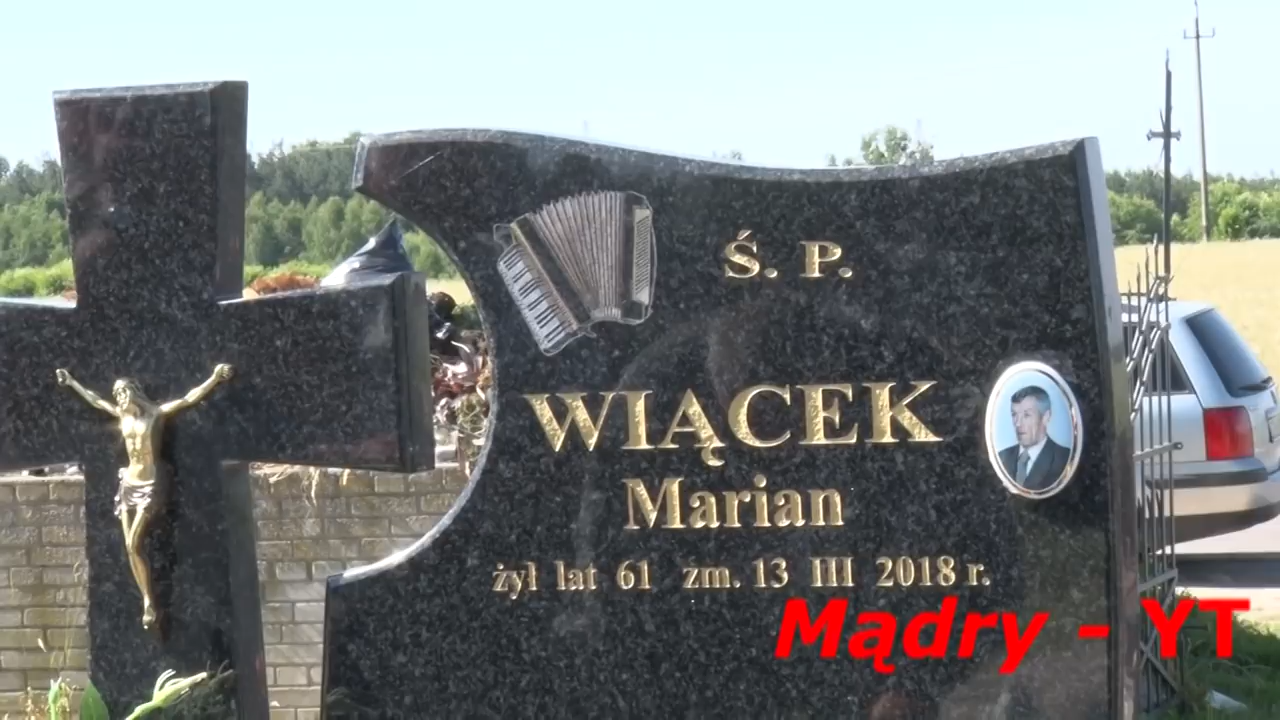 Ś. P.
WIĄCEK
Marian
żył lat 61 zm. 13 III 2018 r.
Mądry - YT